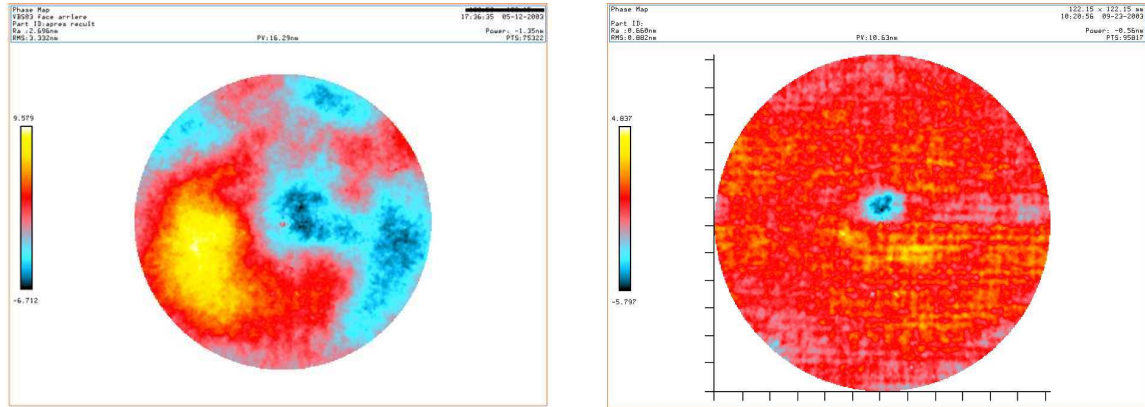 Phase Map
VBS03 face arriere
17:36:35 05-12-2003
Part ID:apres recuit
Ra :2.696nm
Power: -1.35nm
RMS:3.332nm
PV:16.29nm
PTS:75322
9.579
-6.712
Phase Map
122.15 x 122.15 mm
10:20:56 09-23-2003
Part ID:
Ra :0.660nm
Power: -0.56nm
RMS:0.882nm
PV:10.63nm
PTS:95817
4.837
-5.797